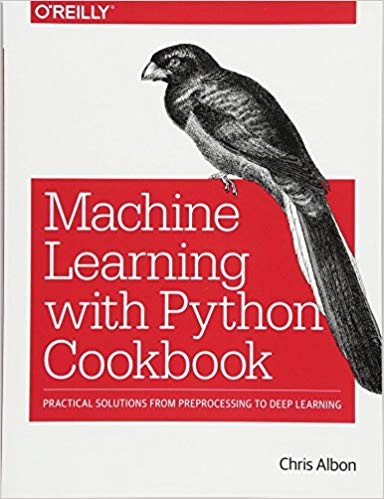 O'REILLY®
Machine
Learning
with Python
Cookbook
PRACTICAL SOLUTIONS FROM PREPROCESSING TO DEEP LEARNING
Chris Albon